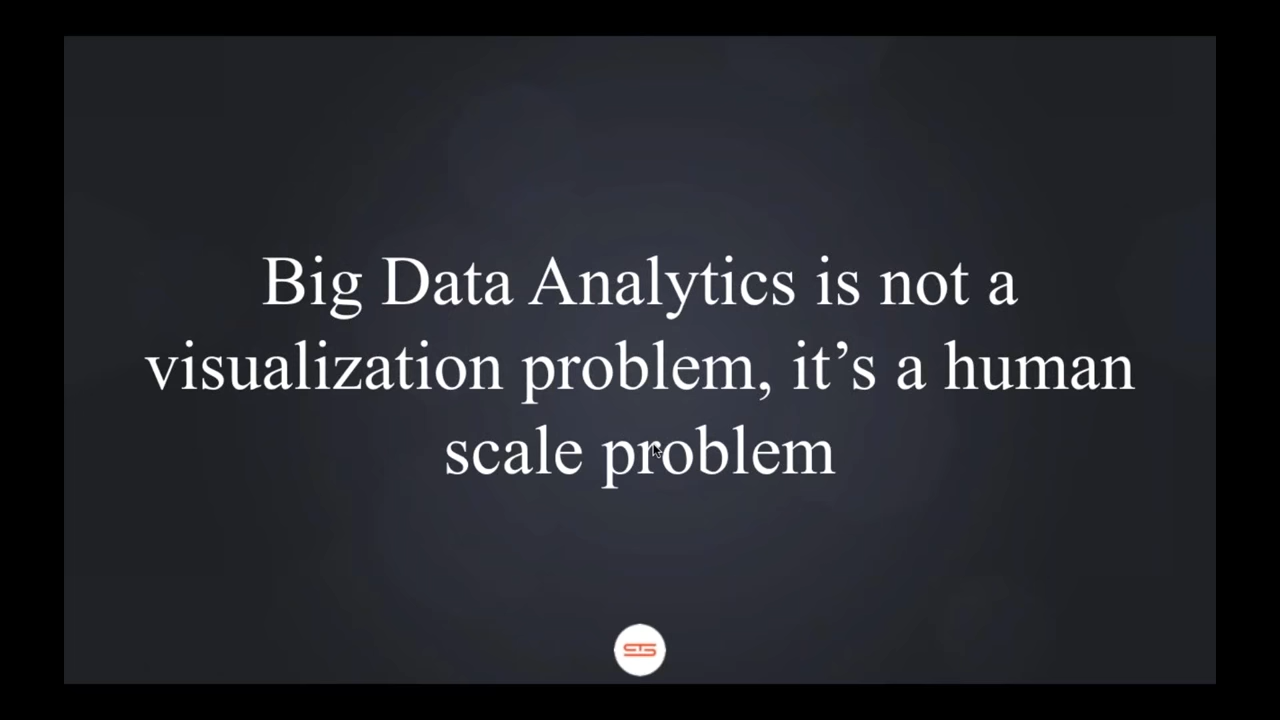 Big Data Analytics is not a
visualization problem, it’s a human
scale problem